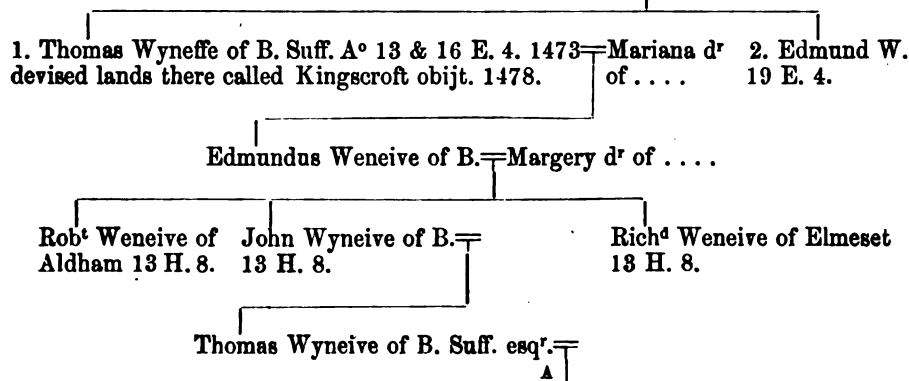 1. Thomas Wyneffe of B. Suff. Aº 13 & 16 E. 4. 1473=Mariana dʳ 2. Edmund W.
devised lands there called Kingscroft obijt. 1478. of . . . . 19 E. 4.
Edmundus Weneive of B.=Margery dʳ of . . . .
Robᵗ Weneive of John Wyneive of B.= Richᵈ Weneive of Elmeset
Aldham 13 H. 8. 13 H. 8. 13 H. 8.
Thomas Wyneive of B. Suff. esqʳ.=
A